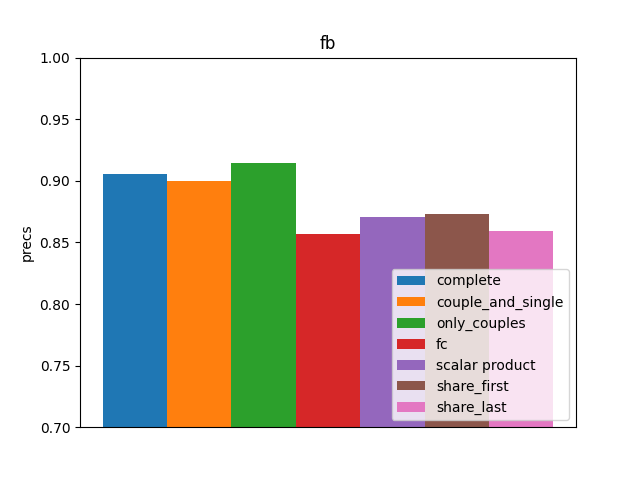 fb
1.00
0.95
0.90
0.85
0.80
0.75
0.70
precs
complete
couple_and_single
only_couples
fc
scalar product
share_first
share_last